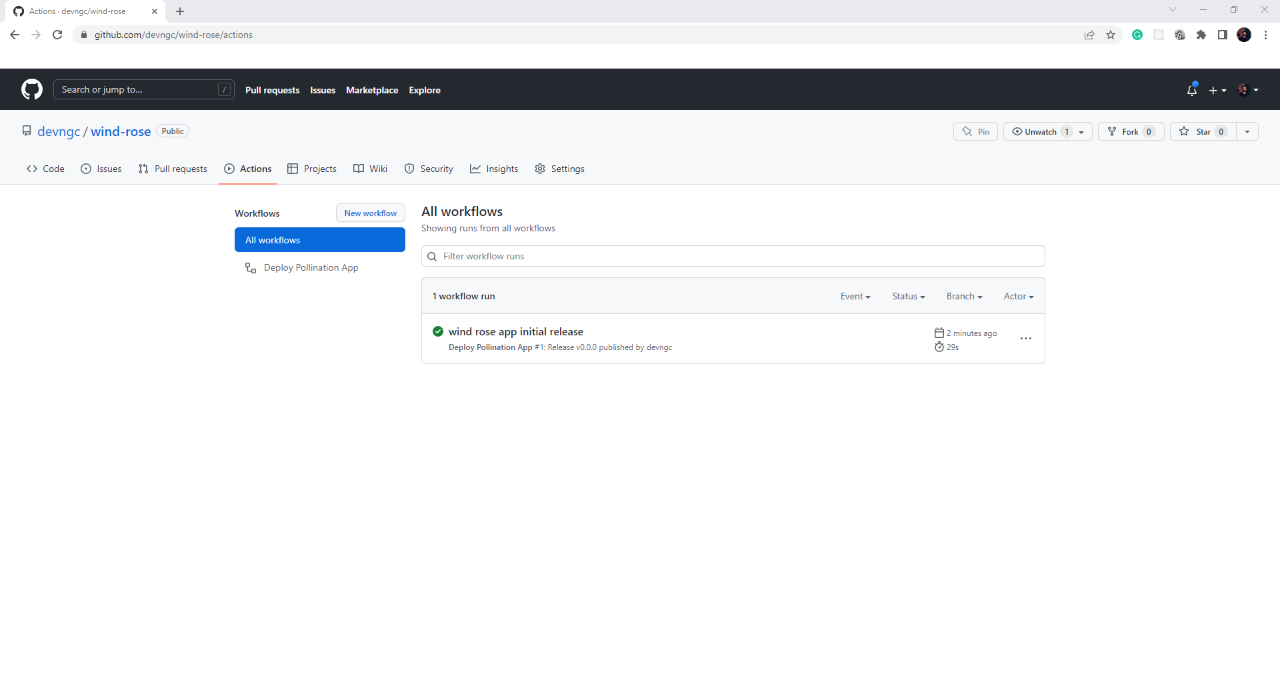 Actions · devngc/wind-rose
github.com/devngc/wind-rose/actions
Search or jump to... /
Pull requests Issues Marketplace Explore
devngc / wind-rose Public
Pin Unwatch 1 Fork 0 Star 0
Code Issues Pull requests Actions Projects Wiki Security Insights Settings
Workflows New workflow
All workflows
Deploy Pollination App
All workflows
Showing runs from all workflows
Filter workflow runs
1 workflow run Event Status Branch Actor
wind rose app initial release
Deploy Pollination App #1: Release v0.0.0 published by devngc
2 minutes ago
29s